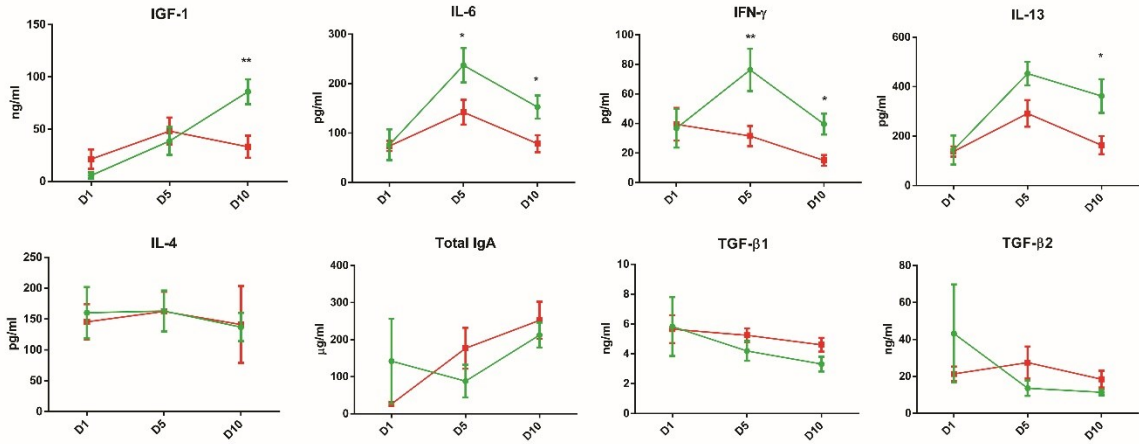 IGF-1
150
100
50
0
ng/ml
**
D1
D5
D10
IL-6
300
200
100
0
pg/ml
*
*
D1
D5
D10
IFN-γ
100
80
60
40
20
0
pg/ml
**
*
D1
D5
D10
IL-13
600
400
200
0
pg/ml
*
D1
D5
D10
IL-4
250
200
150
100
50
0
pg/ml
D1
D5
D10
Total IgA
400
300
200
100
0
µg/ml
D1
D5
D10
TGF-β1
10
8
6
4
2
0
ng/ml
D1
D5
D10
TGF-β2
80
60
40
20
0
ng/ml
D1
D5
D10